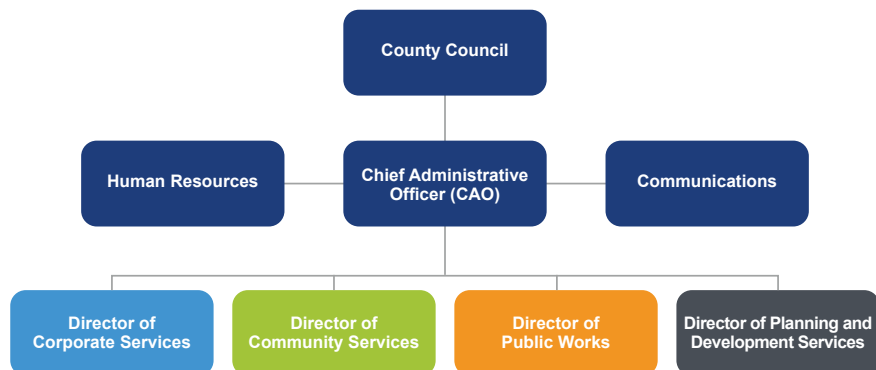 County Council
Human Resources
Chief Administrative
Officer (CAO)
Communications
Director of
Corporate Services
Director of
Community Services
Director of
Public Works
Director of Planning and
Development Services